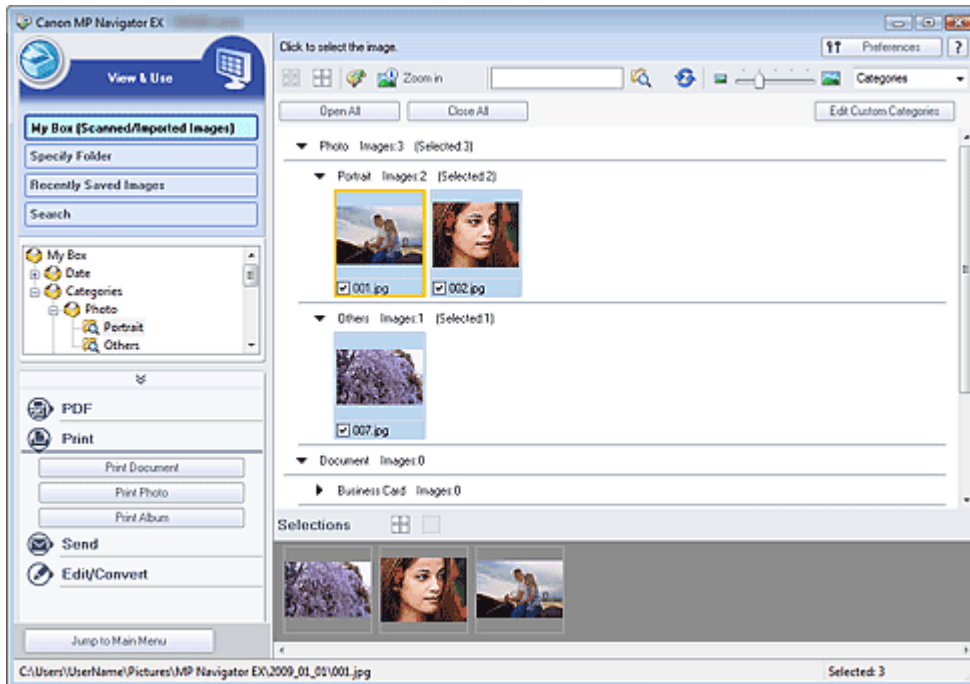 Canon MP Navigator EX
View & Use
My Box (Scanned/Imported Images)
Specify Folder
Recently Saved Images
Search
My Box
Date
Categories
Photo
Portrait
Others
PDF
Print
Print Document
Print Photo
Print Album
Send
Edit/Convert
Jump to Main Menu
Click to select the image.
Preferences
?
Zoom in
Categories
Open All
Close All
Edit Custom Categories
Photo Images:3 (Selected:3)
Portrait Images:2 (Selected:2)
001.jpg
002.jpg
Others Images:1 (Selected:1)
007.jpg
Document Images:0
Business Card Images:0
Selections
C:\Users\UserName\Pictures\MP Navigator EX\2009_01_01\001.jpg
Selected: 3